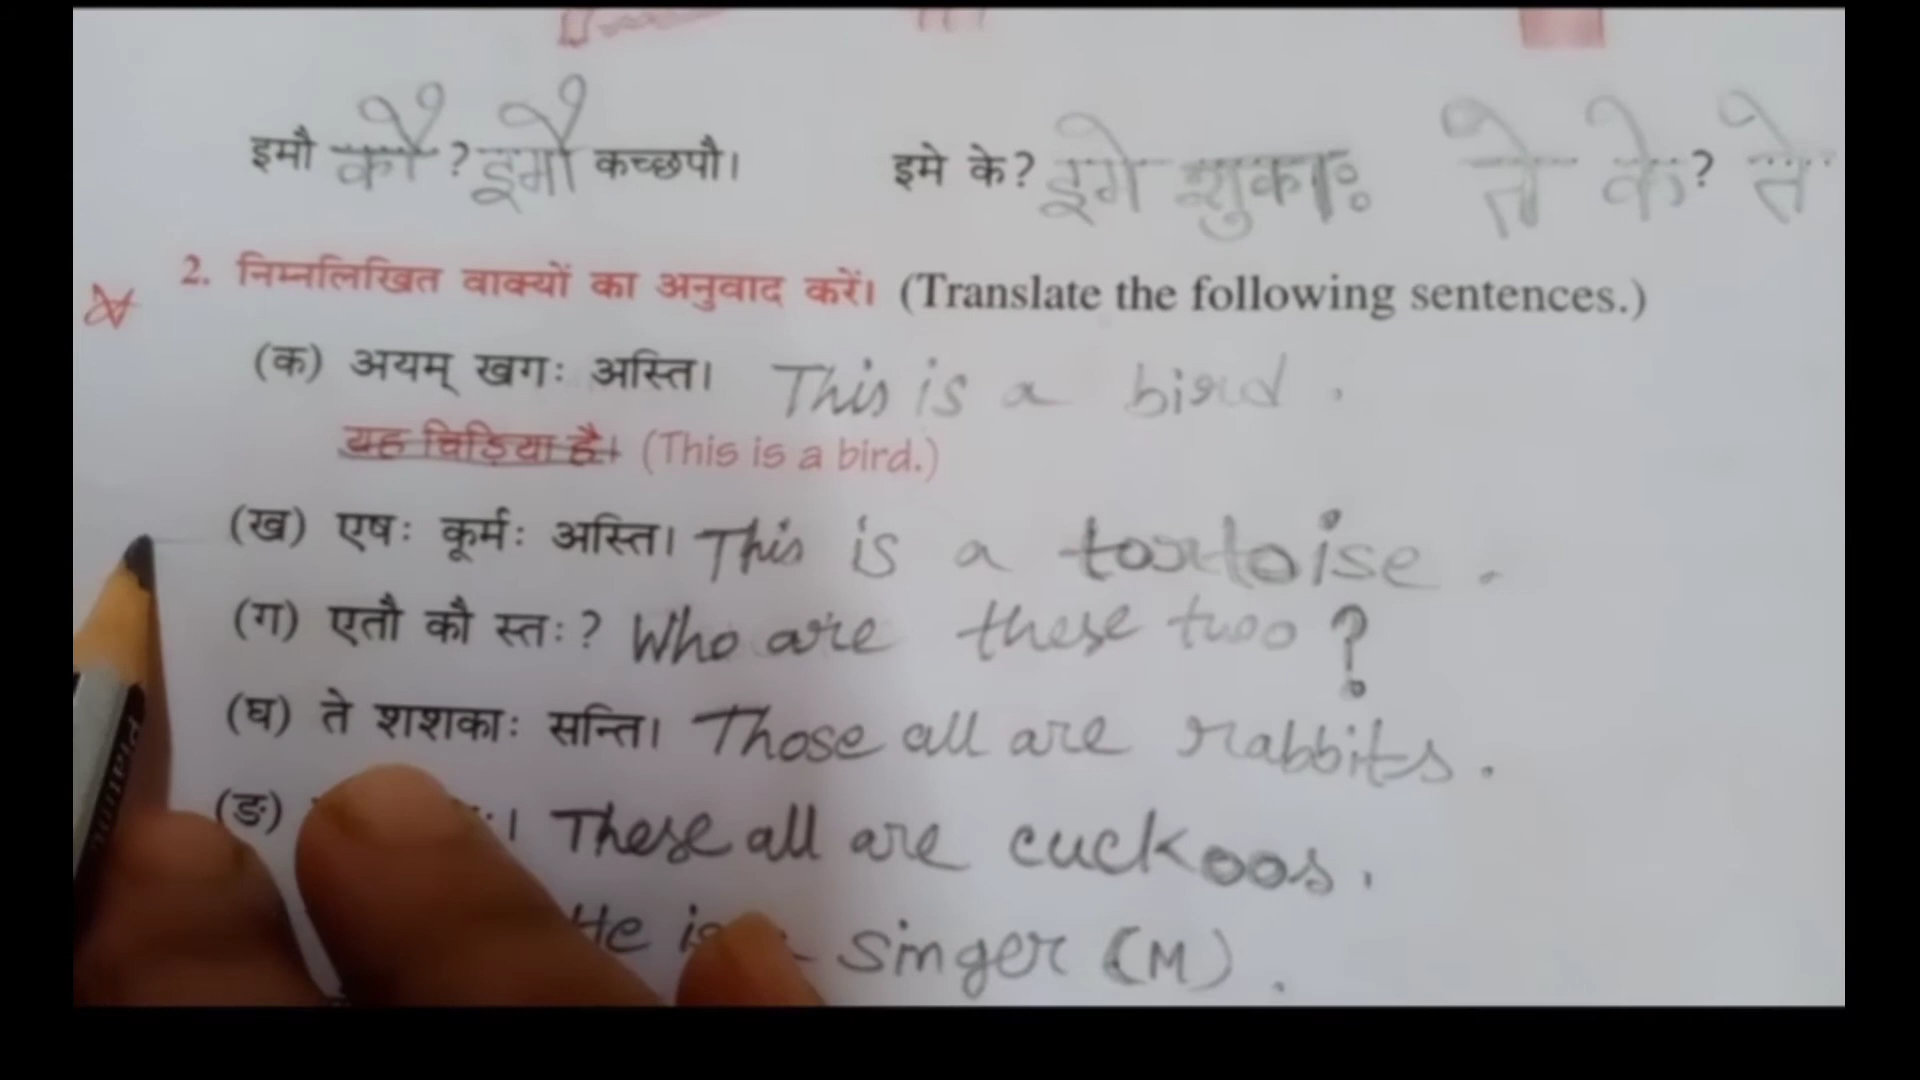 इमौ कौ? इमौ कच्छपौ। इमे के? इमे शुकाः ते के? ते
2. निम्नलिखित वाक्यों का अनुवाद करें। (Translate the following sentences.)
(क) अयम् खगः अस्ति। This is a bird.
यह चिड़िया है। (This is a bird.)
(ख) एषः कूर्मः अस्ति। This is a tortoise.
(ग) एतौ कौ स्तः? Who are these two?
(घ) ते शशकाः सन्ति। Those all are rabbits.
(ङ) These all are cuckoos.
He is singer (M).